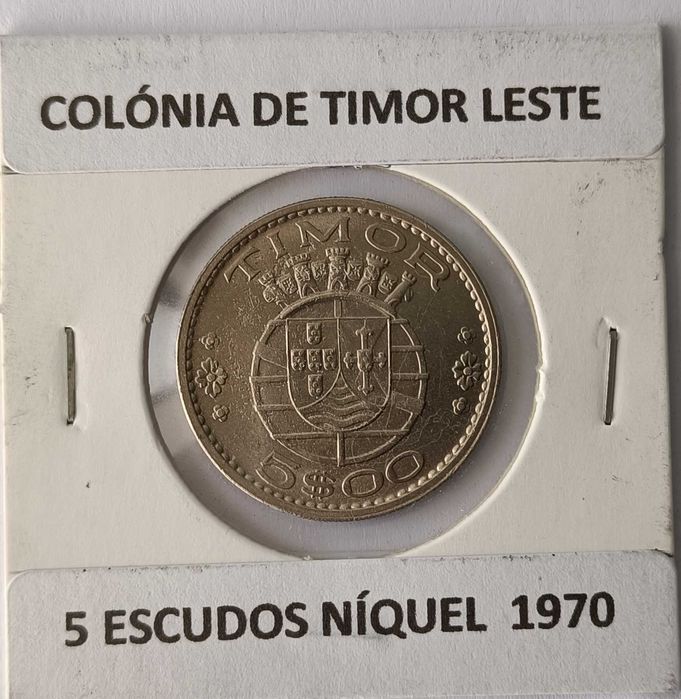 COLÓNIA DE TIMOR LESTE
TIMOR
5$00
5 ESCUDOS NÍQUEL 1970